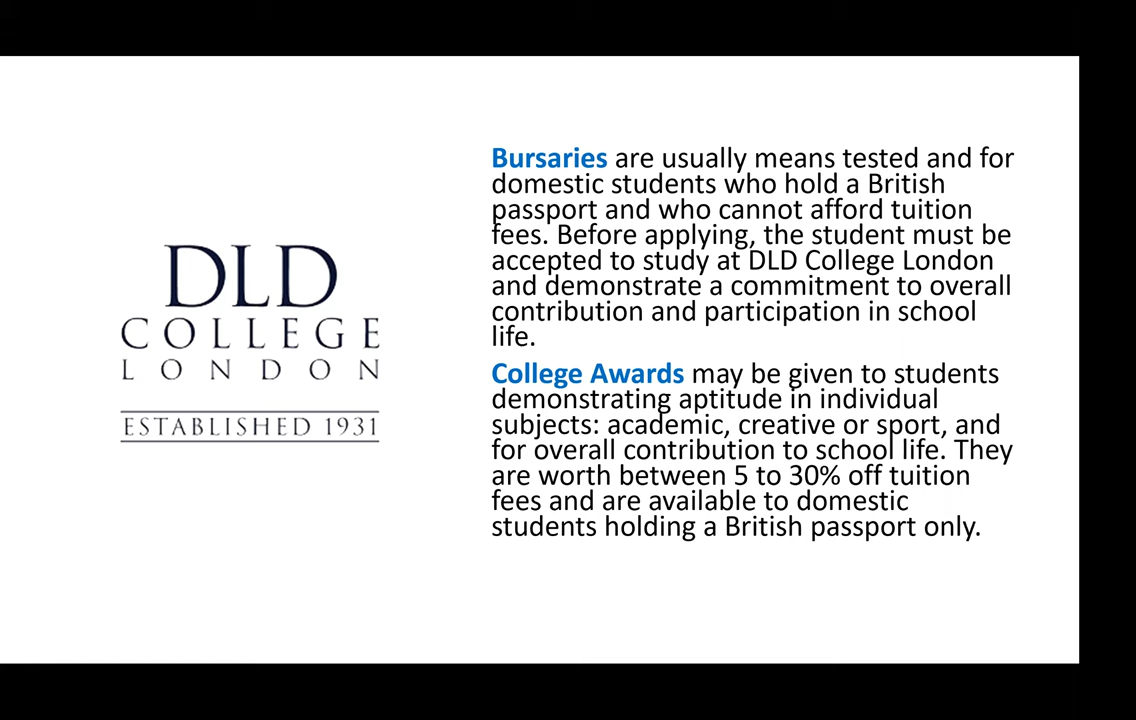 DLD
COLLEGE
LONDON
ESTABLISHED 1931
Bursaries are usually means tested and for
domestic students who hold a British
passport and who cannot afford tuition
fees. Before applying, the student must be
accepted to study at DLD College London
and demonstrate a commitment to overall
contribution and participation in school
life.
College Awards may be given to students
demonstrating aptitude in individual
subjects: academic, creative or sport, and
for overall contribution to school life. They
are worth between 5 to 30% off tuition
fees and are available to domestic
students holding a British passport only.